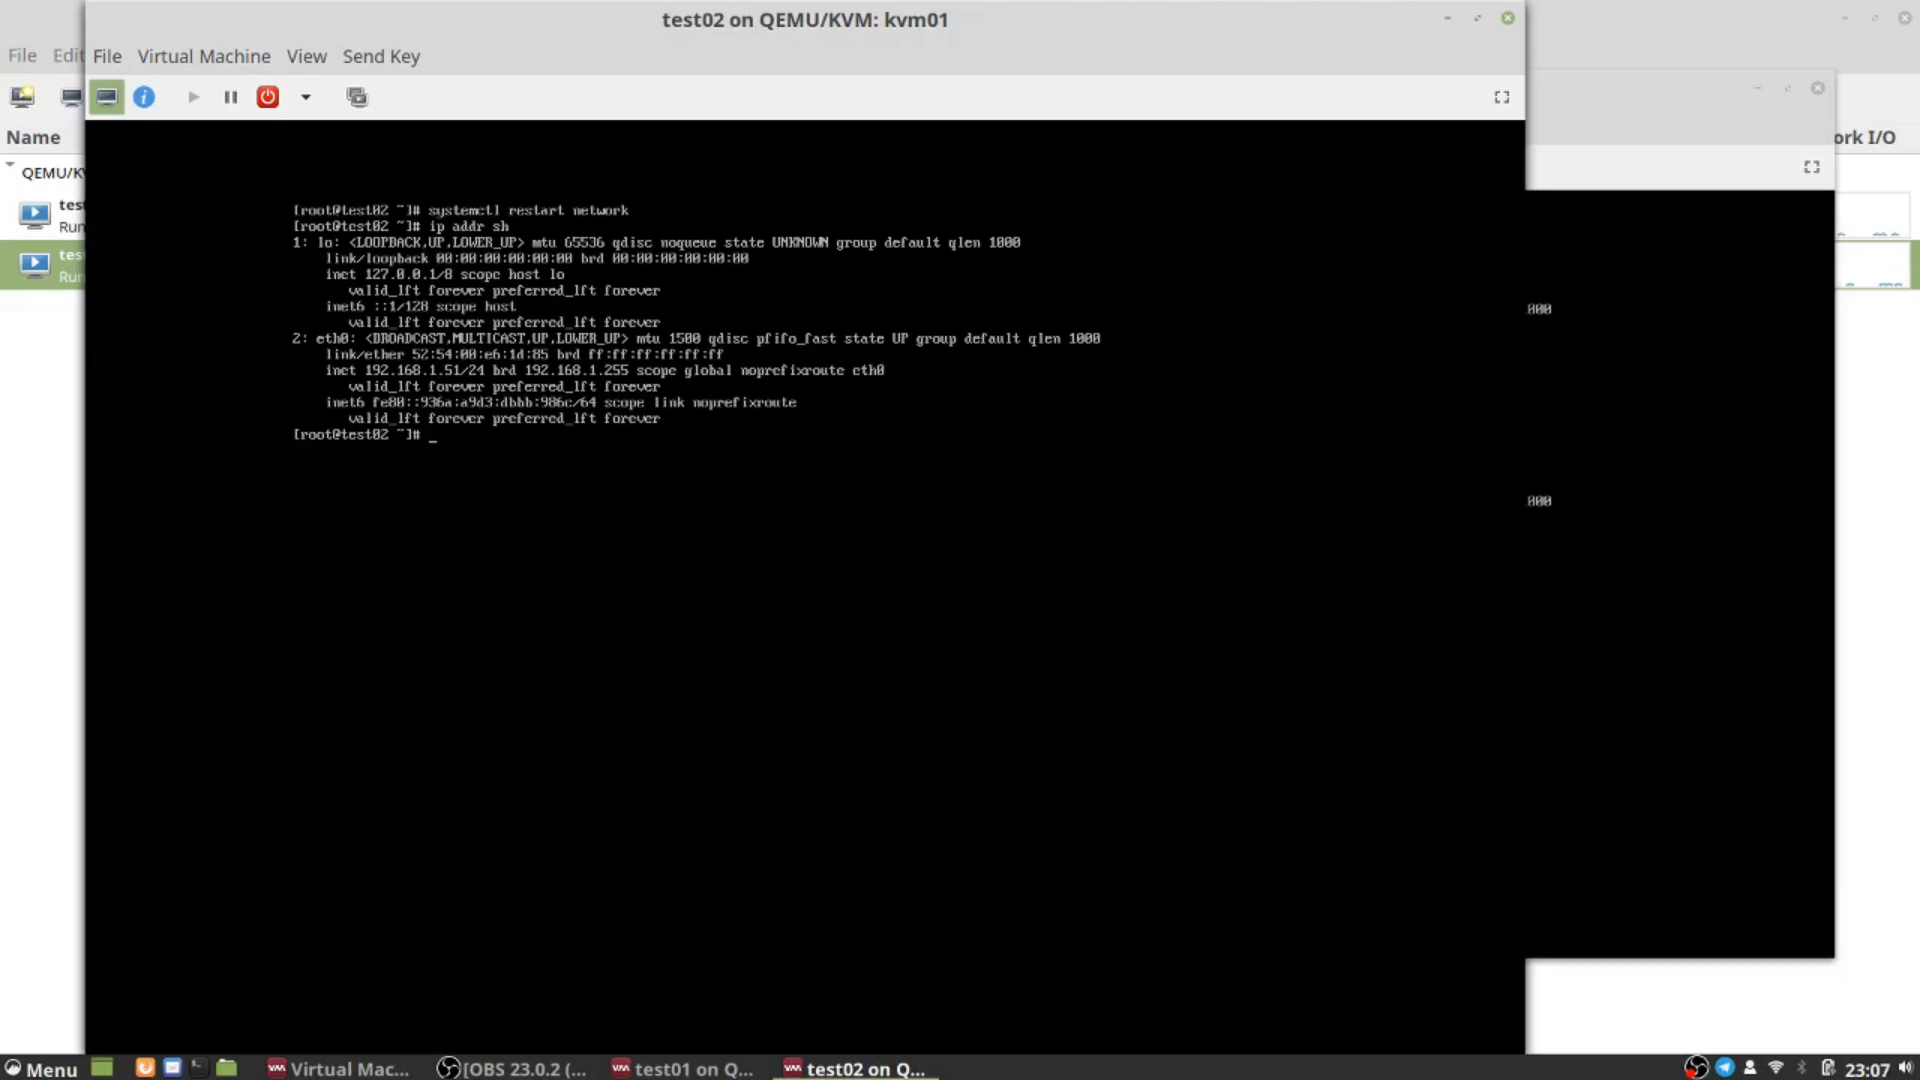 test02 on QEMU/KVM: kvm01
File Edit
File Virtual Machine View Send Key
Name
ork I/O
QEMU/KV
tes
Run
tes
Run
[root@test02 ~]# systemctl restart network
[root@test02 ~]# ip addr sh
1: lo: <LOOPBACK,UP,LOWER_UP> mtu 65536 qdisc noqueue state UNKNOWN group default qlen 1000
link/loopback 00:00:00:00:00:00 brd 00:00:00:00:00:00
inet 127.0.0.1/8 scope host lo
valid_lft forever preferred_lft forever
inet6 ::1/128 scope host
valid_lft forever preferred_lft forever
2: eth0: <BROADCAST,MULTICAST,UP,LOWER_UP> mtu 1500 qdisc pfifo_fast state UP group default qlen 1000
link/ether 52:54:00:e6:1d:85 brd ff:ff:ff:ff:ff:ff
inet 192.168.1.51/24 brd 192.168.1.255 scope global noprefixroute eth0
valid_lft forever preferred_lft forever
inet6 fe80::936a:a9d3:dbbb:986c/64 scope link noprefixroute
valid_lft forever preferred_lft forever
[root@test02 ~]# _
000
000
Menu
Virtual Mac...
[OBS 23.0.2 (...
test01 on Q...
test02 on Q...
23:07